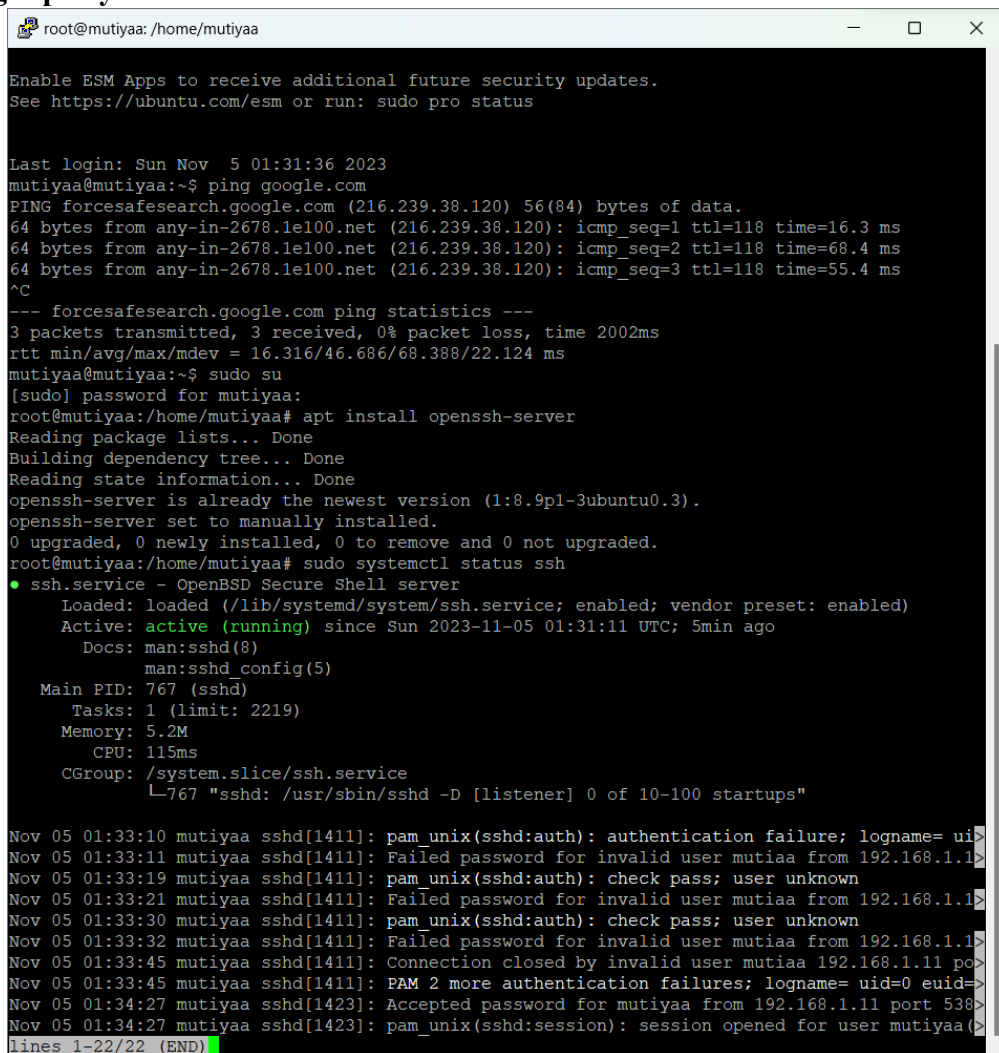 root@mutiyaa: /home/mutiyaa
Enable ESM Apps to receive additional future security updates.
See https://ubuntu.com/esm or run: sudo pro status
Last login: Sun Nov  5 01:31:36 2023
mutiyaa@mutiyaa:~$ ping google.com
PING forcesafesearch.google.com (216.239.38.120) 56(84) bytes of data.
64 bytes from any-in-2678.1e100.net (216.239.38.120): icmp_seq=1 ttl=118 time=16.3 ms
64 bytes from any-in-2678.1e100.net (216.239.38.120): icmp_seq=2 ttl=118 time=68.4 ms
64 bytes from any-in-2678.1e100.net (216.239.38.120): icmp_seq=3 ttl=118 time=55.4 ms
^C
--- forcesafesearch.google.com ping statistics ---
3 packets transmitted, 3 received, 0% packet loss, time 2002ms
rtt min/avg/max/mdev = 16.316/46.686/68.388/22.124 ms
mutiyaa@mutiyaa:~$ sudo su
[sudo] password for mutiyaa:
root@mutiyaa:/home/mutiyaa# apt install openssh-server
Reading package lists... Done
Building dependency tree... Done
Reading state information... Done
openssh-server is already the newest version (1:8.9p1-3ubuntu0.3).
openssh-server set to manually installed.
0 upgraded, 0 newly installed, 0 to remove and 0 not upgraded.
root@mutiyaa:/home/mutiyaa# sudo systemctl status ssh
● ssh.service - OpenBSD Secure Shell server
Loaded: loaded (/lib/systemd/system/ssh.service; enabled; vendor preset: enabled)
Active: active (running) since Sun 2023-11-05 01:31:11 UTC; 5min ago
Docs: man:sshd(8)
man:sshd_config(5)
Main PID: 767 (sshd)
Tasks: 1 (limit: 2219)
Memory: 5.2M
CPU: 115ms
CGroup: /system.slice/ssh.service
└─767 "sshd: /usr/sbin/sshd -D [listener] 0 of 10-100 startups"
Nov 05 01:33:10 mutiyaa sshd[1411]: pam_unix(sshd:auth): authentication failure; logname= ui>
Nov 05 01:33:11 mutiyaa sshd[1411]: Failed password for invalid user mutiaa from 192.168.1.1>
Nov 05 01:33:19 mutiyaa sshd[1411]: pam_unix(sshd:auth): check pass; user unknown
Nov 05 01:33:21 mutiyaa sshd[1411]: Failed password for invalid user mutiaa from 192.168.1.1>
Nov 05 01:33:30 mutiyaa sshd[1411]: pam_unix(sshd:auth): check pass; user unknown
Nov 05 01:33:32 mutiyaa sshd[1411]: Failed password for invalid user mutiaa from 192.168.1.1>
Nov 05 01:33:45 mutiyaa sshd[1411]: Connection closed by invalid user mutiaa 192.168.1.11 po>
Nov 05 01:33:45 mutiyaa sshd[1411]: PAM 2 more authentication failures; logname= uid=0 euid=>
Nov 05 01:34:27 mutiyaa sshd[1423]: Accepted password for mutiyaa from 192.168.1.11 port 538>
Nov 05 01:34:27 mutiyaa sshd[1423]: pam_unix(sshd:session): session opened for user mutiyaa(>
lines 1-22/22 (END)